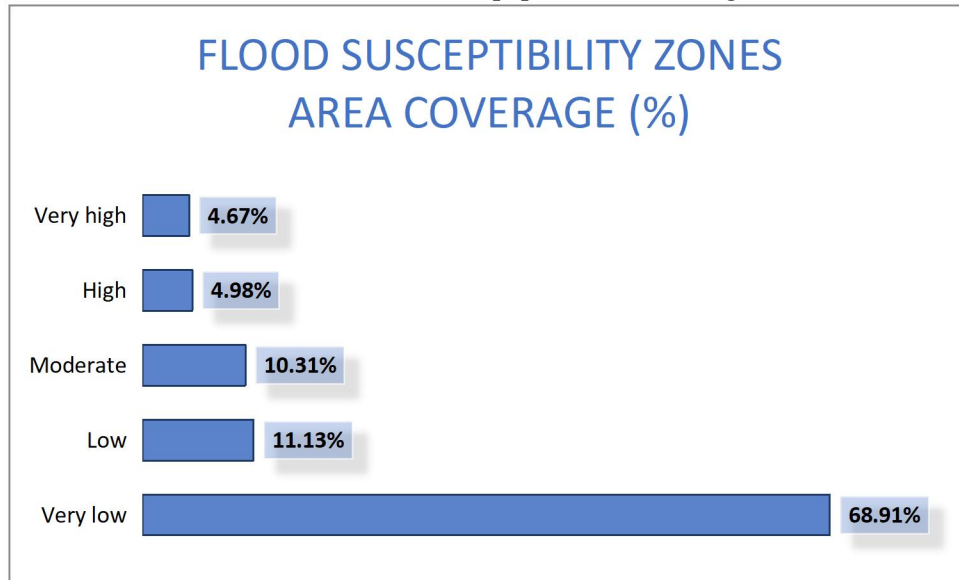 FLOOD SUSCEPTIBILITY ZONES
AREA COVERAGE (%)
Very high 4.67%
High 4.98%
Moderate 10.31%
Low 11.13%
Very low 68.91%